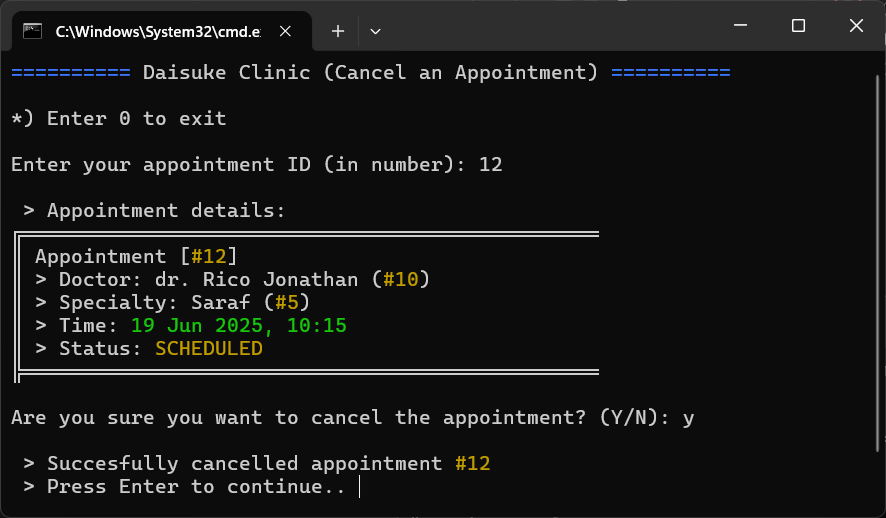 C:\Windows\System32\cmd.e
========== Daisuke Clinic (Cancel an Appointment) ==========
*) Enter 0 to exit
Enter your appointment ID (in number): 12
> Appointment details:
Appointment [#12]
> Doctor: dr. Rico Jonathan (#10)
> Specialty: Saraf (#5)
> Time: 19 Jun 2025, 10:15
> Status: SCHEDULED
Are you sure you want to cancel the appointment? (Y/N): y
> Succesfully cancelled appointment #12
> Press Enter to continue..